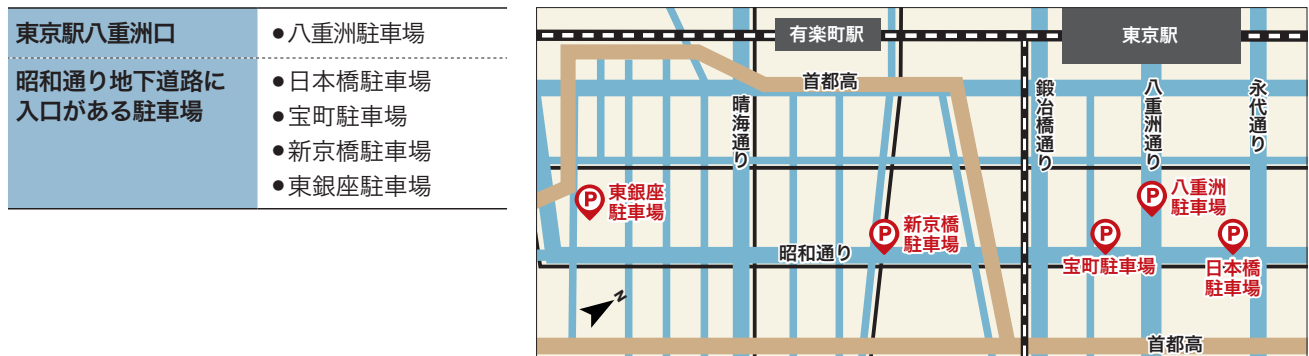 東京駅八重洲口
●八重洲駐車場
昭和通り地下道路に
入口がある駐車場
●日本橋駐車場
●宝町駐車場
●新京橋駐車場
●東銀座駐車場
有楽町駅
東京駅
首都高
晴海通り
鍛冶橋通り
八重洲通り
永代通り
東銀座
駐車場
八重洲
駐車場
新京橋
駐車場
昭和通り
宝町駐車場
日本橋
駐車場
N
首都高
P
P
P
P
P